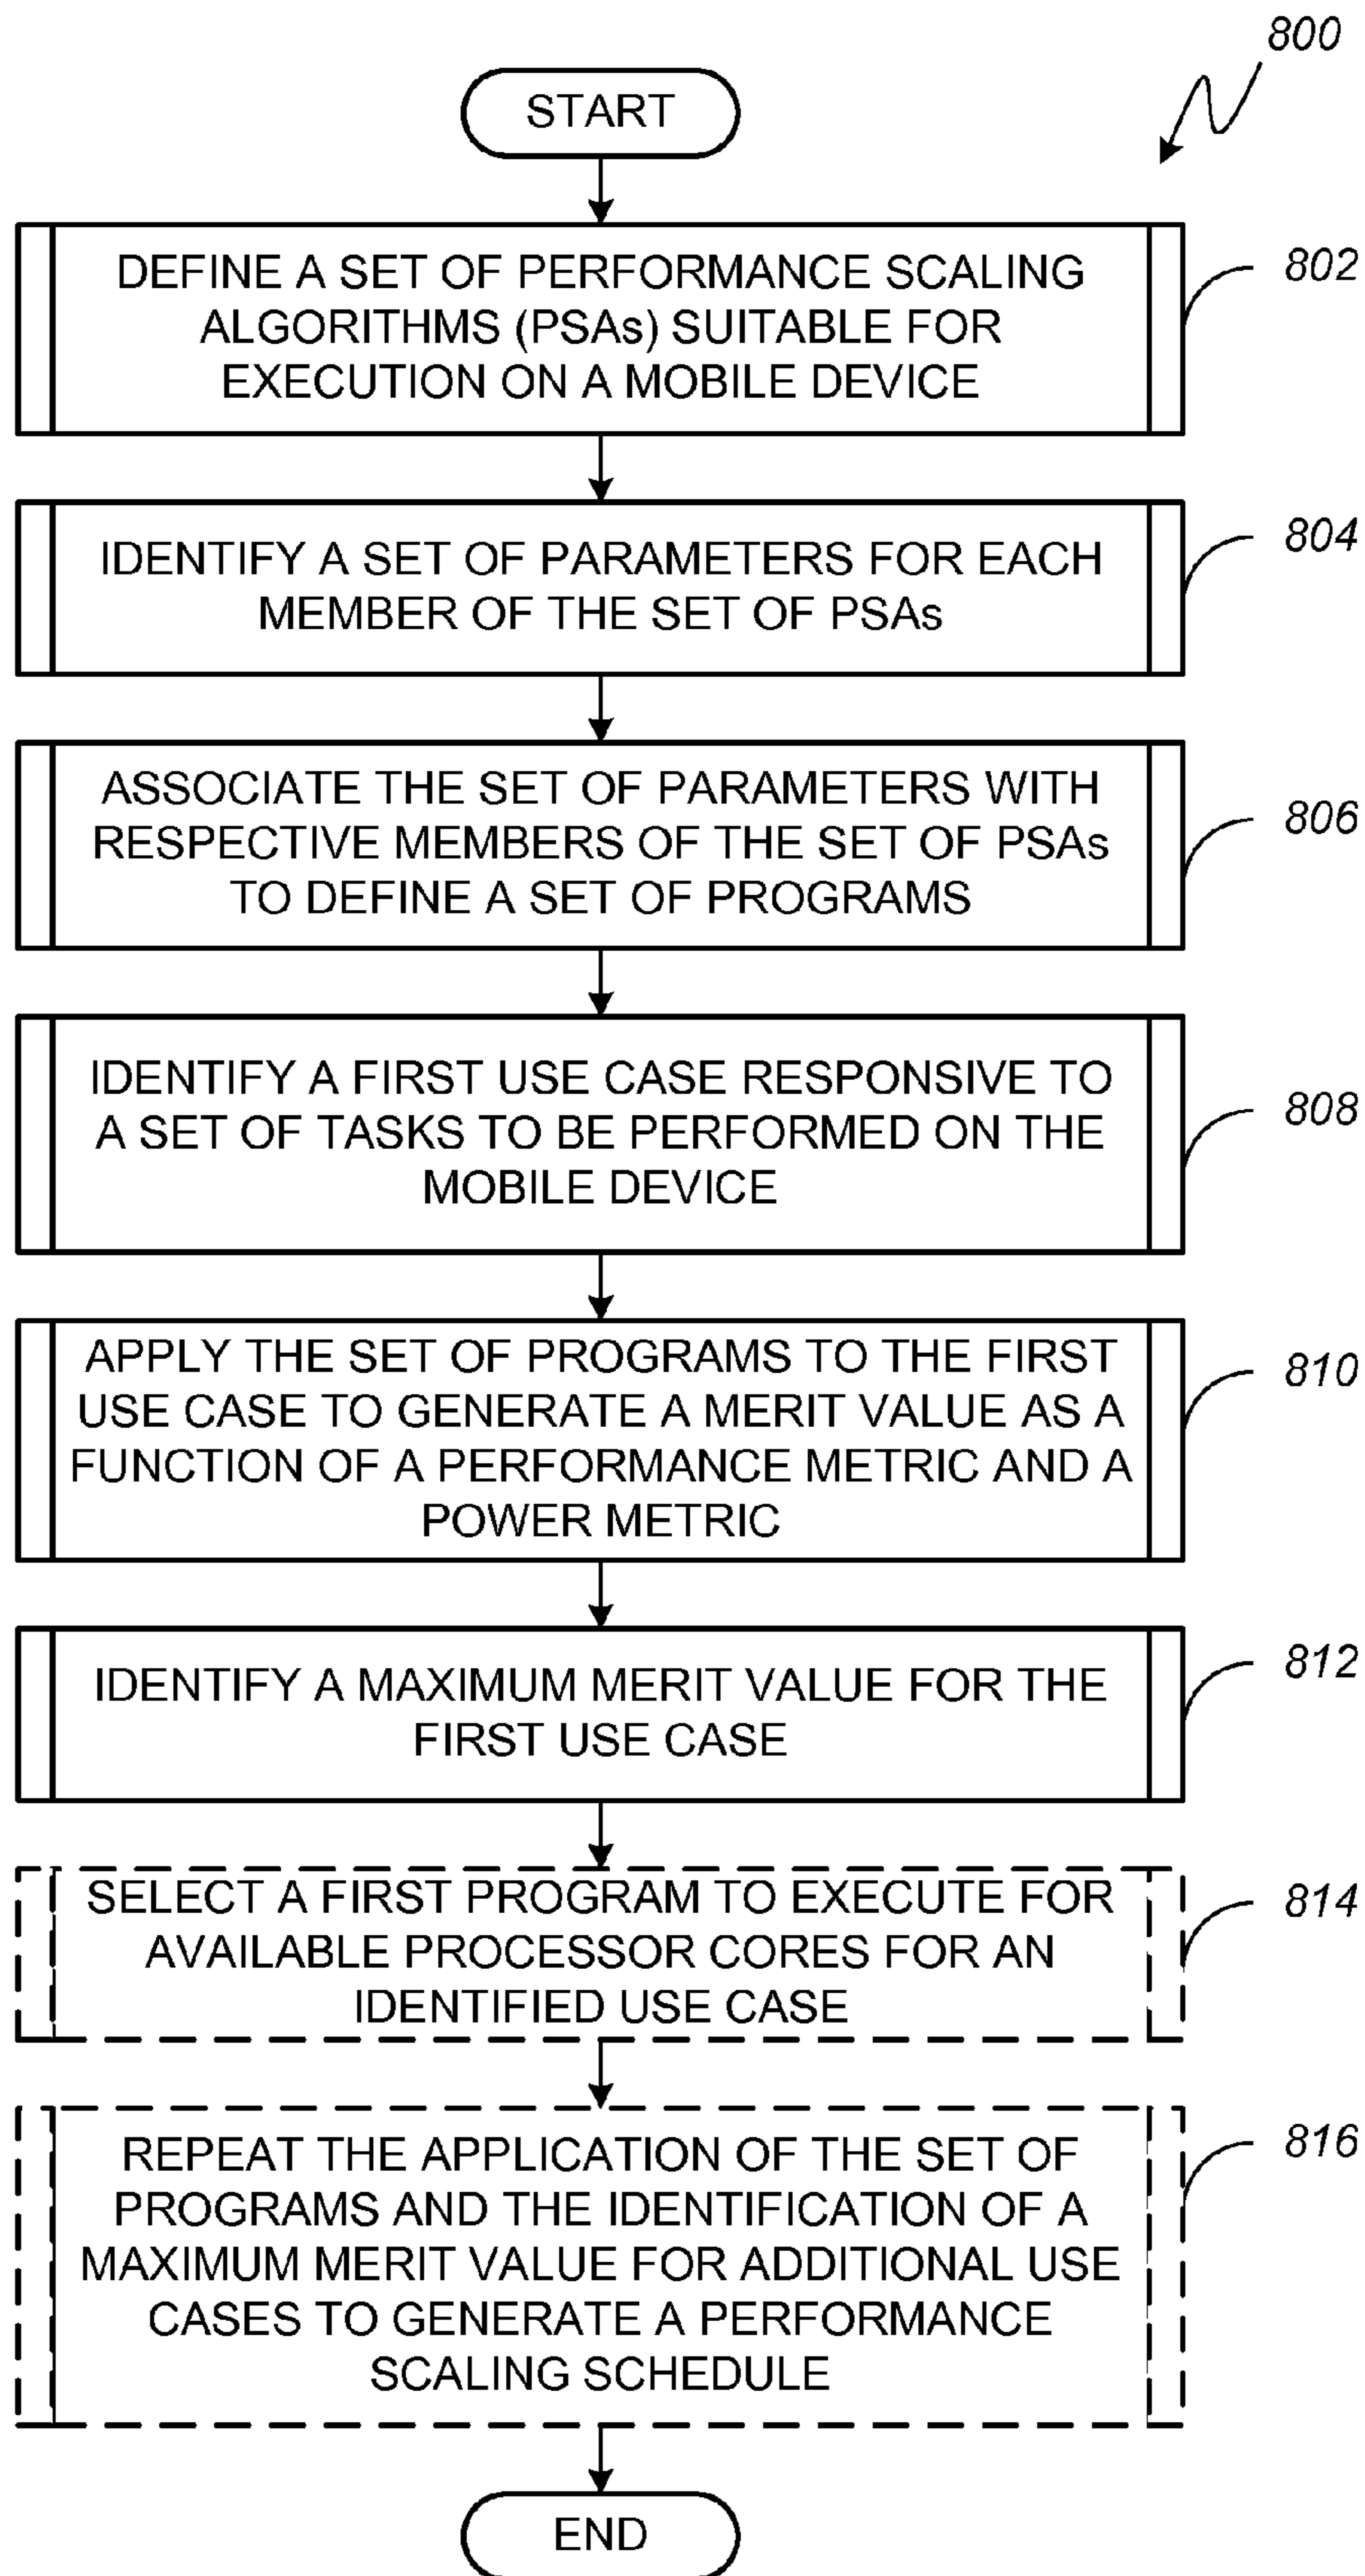 800
START
DEFINE A SET OF PERFORMANCE SCALING
ALGORITHMS (PSAs) SUITABLE FOR
EXECUTION ON A MOBILE DEVICE
802
IDENTIFY A SET OF PARAMETERS FOR EACH
MEMBER OF THE SET OF PSAs
804
ASSOCIATE THE SET OF PARAMETERS WITH
RESPECTIVE MEMBERS OF THE SET OF PSAs
TO DEFINE A SET OF PROGRAMS
806
IDENTIFY A FIRST USE CASE RESPONSIVE TO
A SET OF TASKS TO BE PERFORMED ON THE
MOBILE DEVICE
808
APPLY THE SET OF PROGRAMS TO THE FIRST
USE CASE TO GENERATE A MERIT VALUE AS A
FUNCTION OF A PERFORMANCE METRIC AND A
POWER METRIC
810
IDENTIFY A MAXIMUM MERIT VALUE FOR THE
FIRST USE CASE
812
SELECT A FIRST PROGRAM TO EXECUTE FOR
AVAILABLE PROCESSOR CORES FOR AN
IDENTIFIED USE CASE
814
REPEAT THE APPLICATION OF THE SET OF
PROGRAMS AND THE IDENTIFICATION OF A
MAXIMUM MERIT VALUE FOR ADDITIONAL USE
CASES TO GENERATE A PERFORMANCE
SCALING SCHEDULE
816
END